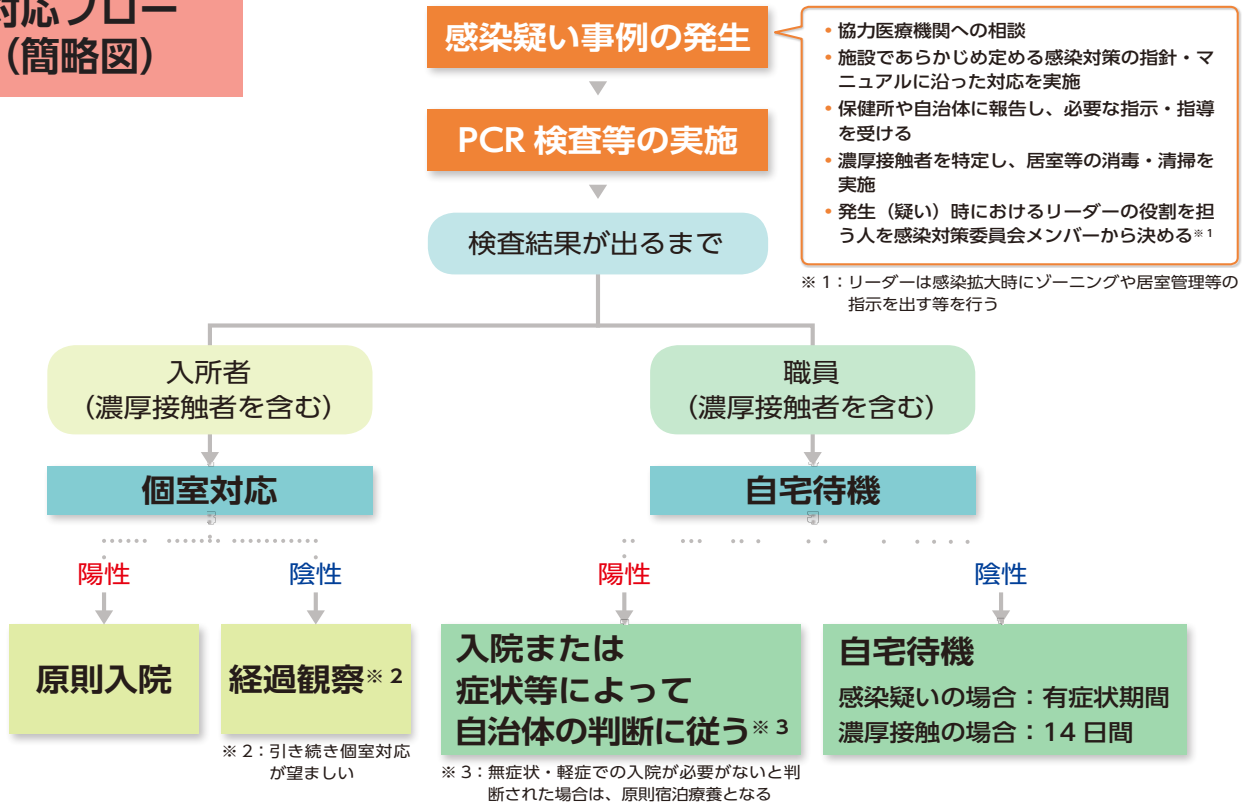 対応フロー
（簡略図）
感染疑い事例の発生
• 協力医療機関への相談
• 施設であらかじめ定める感染対策の指針・マ
ニュアルに沿った対応を実施
• 保健所や自治体に報告し、必要な指示・指導
を受ける
• 濃厚接触者を特定し、居室等の消毒・清掃を
実施
• 発生（疑い）時におけるリーダーの役割を担
う人を感染対策委員会メンバーから決める※1
※1：リーダーは感染拡大時にゾーニングや居室管理等の
指示を出す等を行う
PCR 検査等の実施
検査結果が出るまで
入所者
（濃厚接触者を含む）
個室対応
陽性
原則入院
陰性
経過観察※2
※2：引き続き個室対応
が望ましい
職員
（濃厚接触者を含む）
自宅待機
陽性
入院または
症状等によって
自治体の判断に従う※3
※3：無症状・軽症での入院が必要がないと判
断された場合は、原則宿泊療養となる
陰性
自宅待機
感染疑いの場合：有症状期間
濃厚接触の場合：14日間